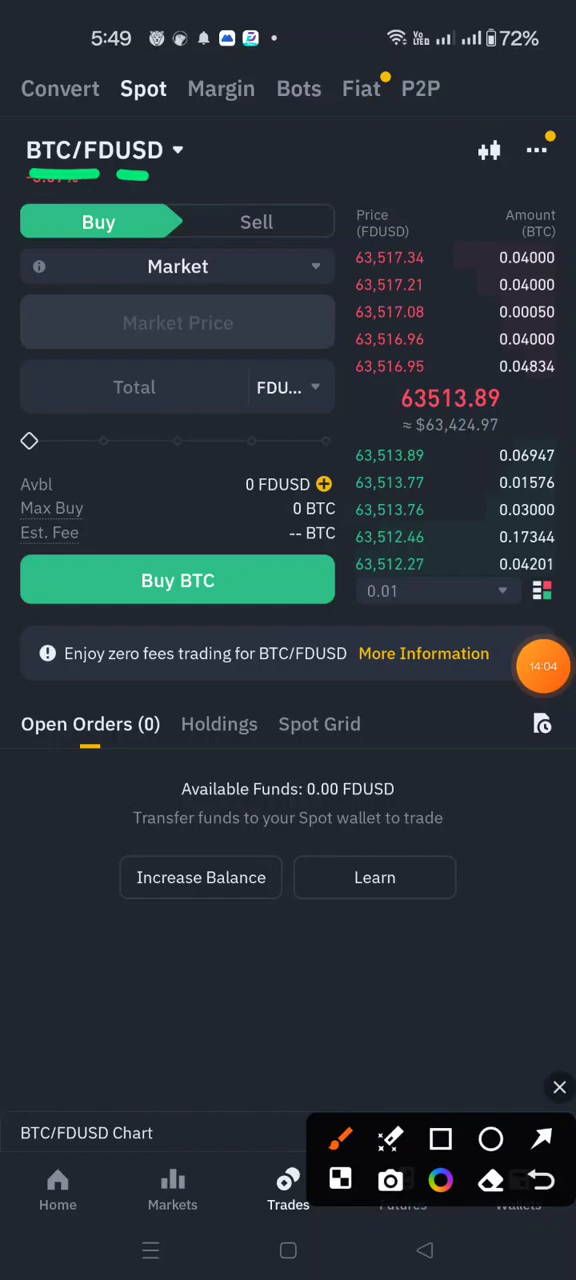 5:49 Vo LTED 72%
Convert Spot Margin Bots Fiat P2P
BTC/FDUSD
Buy Sell
Market
Market Price
Total FDU...
Avbl 0 FDUSD
Max Buy 0 BTC
Est. Fee -- BTC
Buy BTC
Price Amount
(FDUSD) (BTC)
63,517.34 0.04000
63,517.21 0.04000
63,517.08 0.00050
63,516.96 0.04000
63,516.95 0.04834
63513.89
≈ $63,424.97
63,513.89 0.06947
63,513.77 0.01576
63,513.76 0.03000
63,512.46 0.17344
63,512.27 0.04201
0.01
Enjoy zero fees trading for BTC/FDUSD More Information
14:04
Open Orders (0) Holdings Spot Grid
Available Funds: 0.00 FDUSD
Transfer funds to your Spot wallet to trade
Increase Balance Learn
BTC/FDUSD Chart
Home Markets Trades Futures Wallets